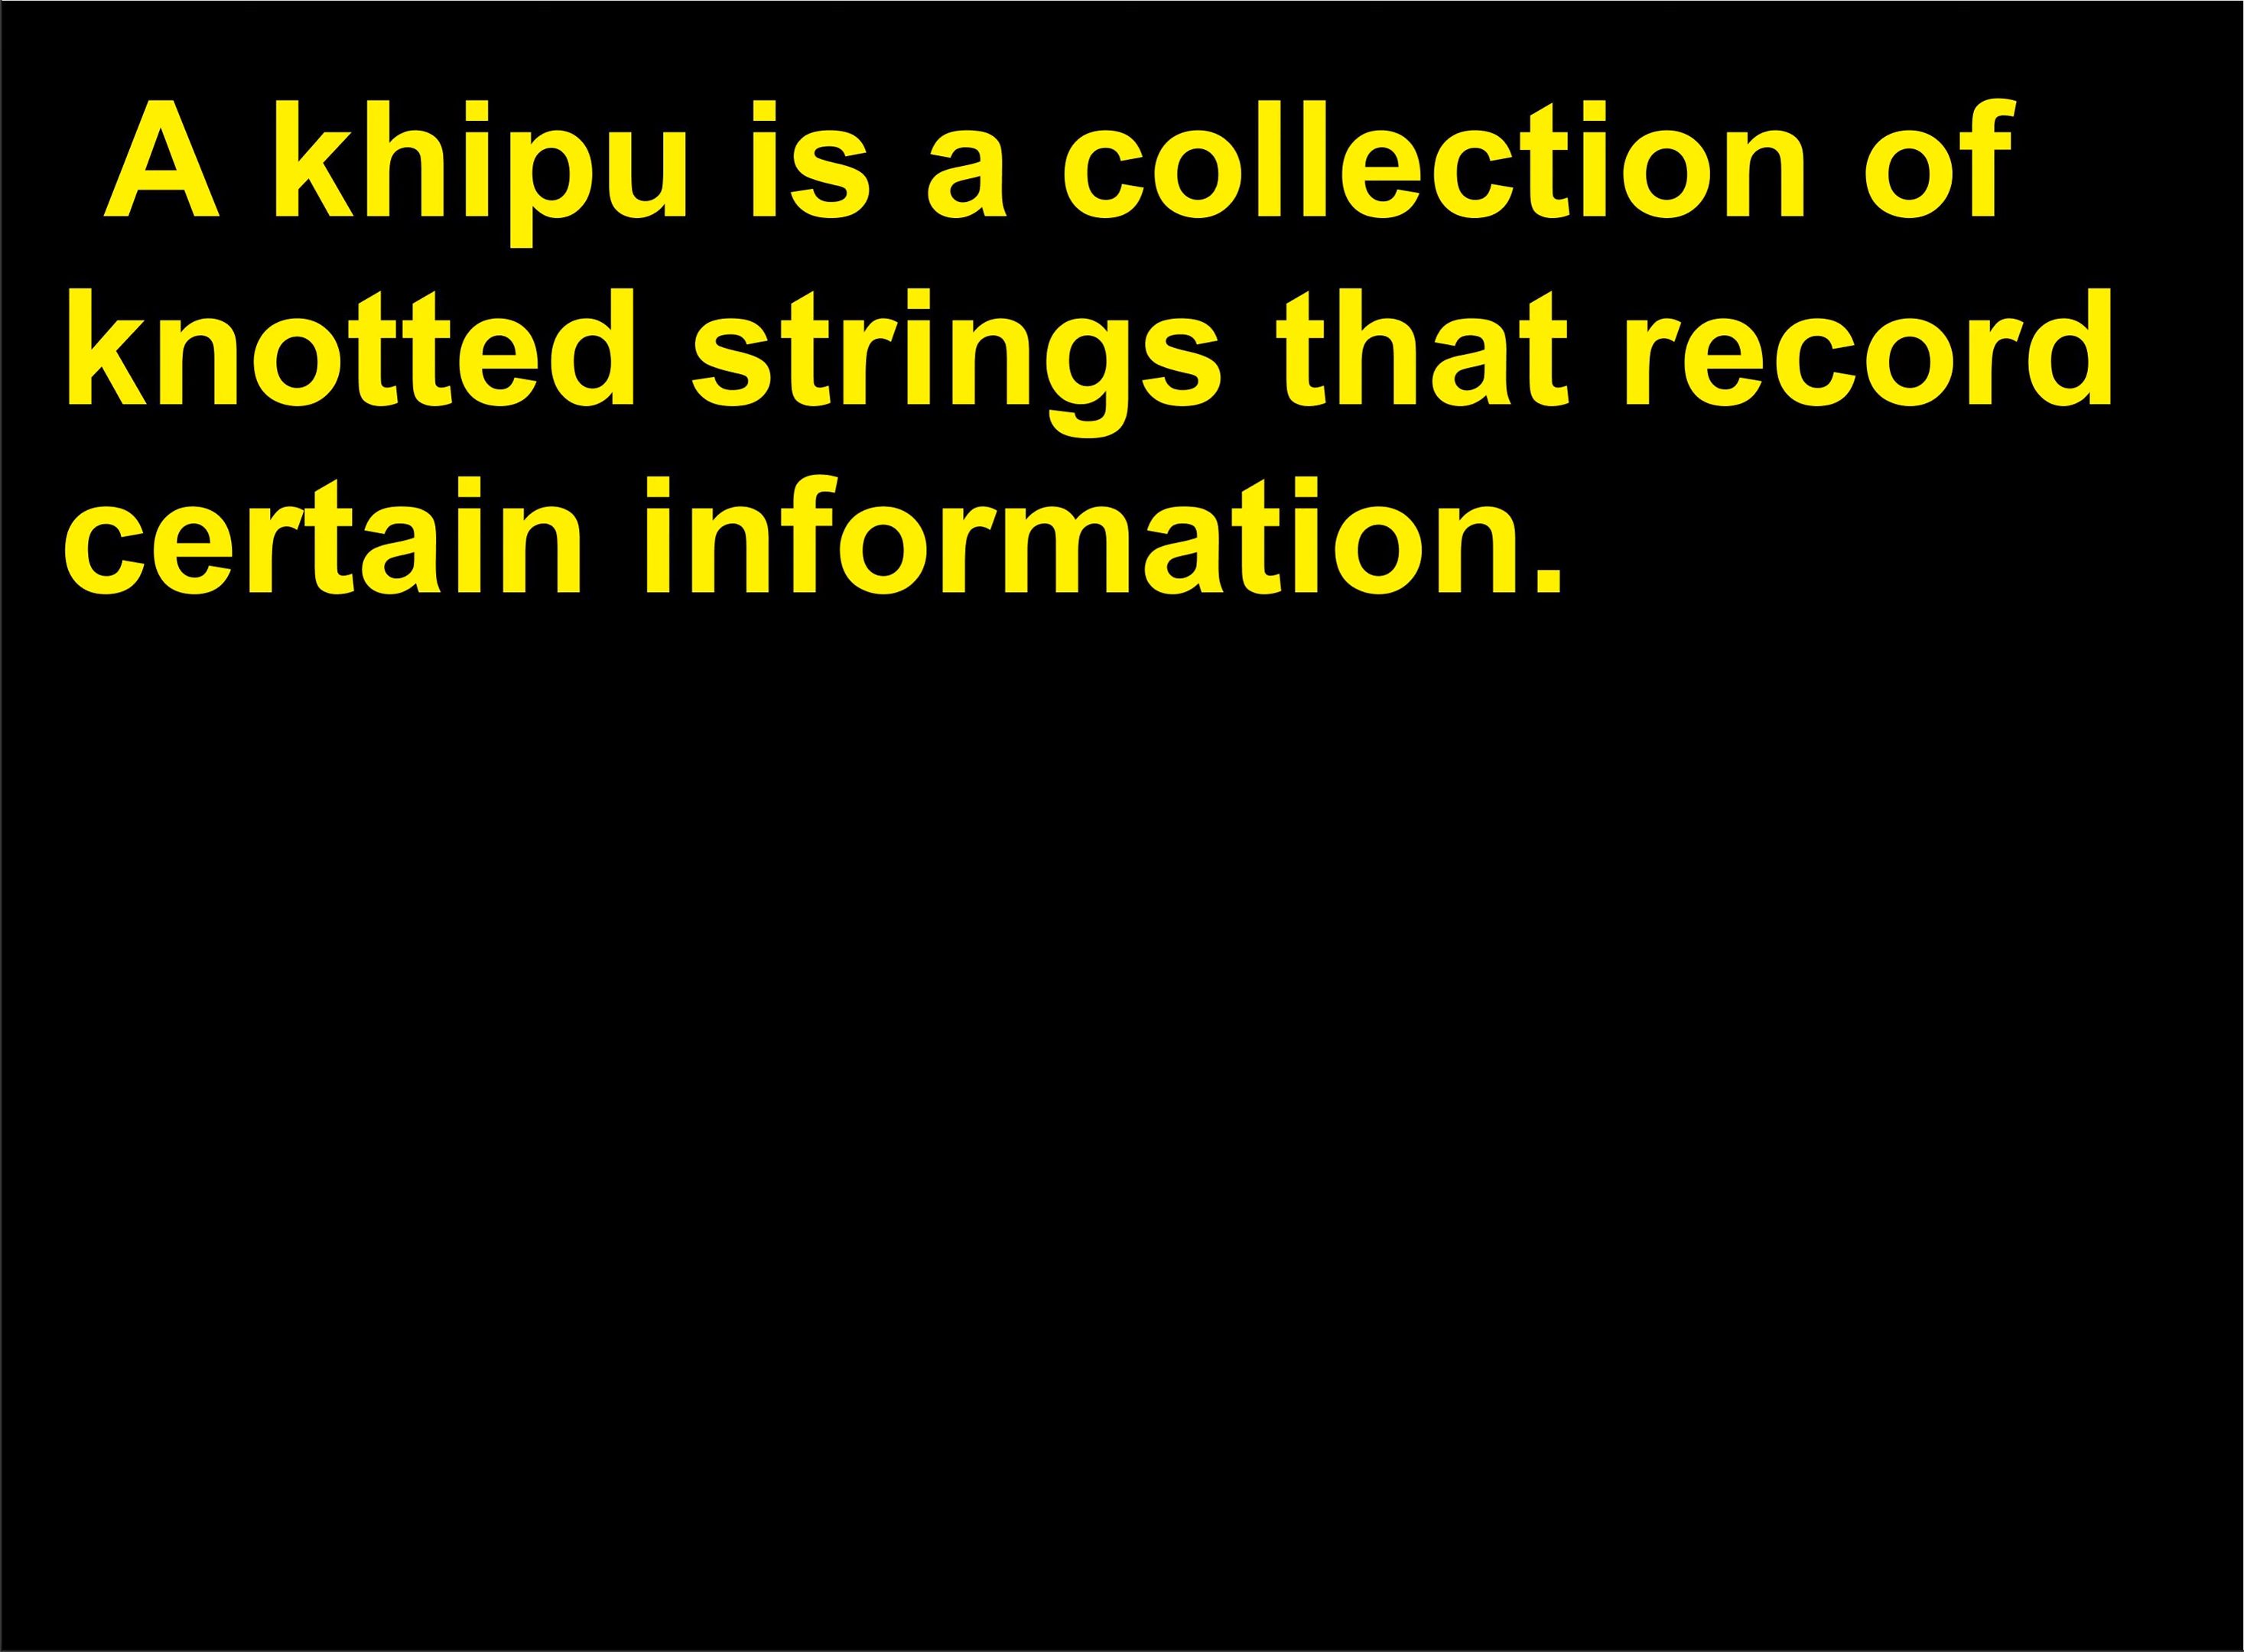 A khipu is a collection of
knotted strings that record
certain information.